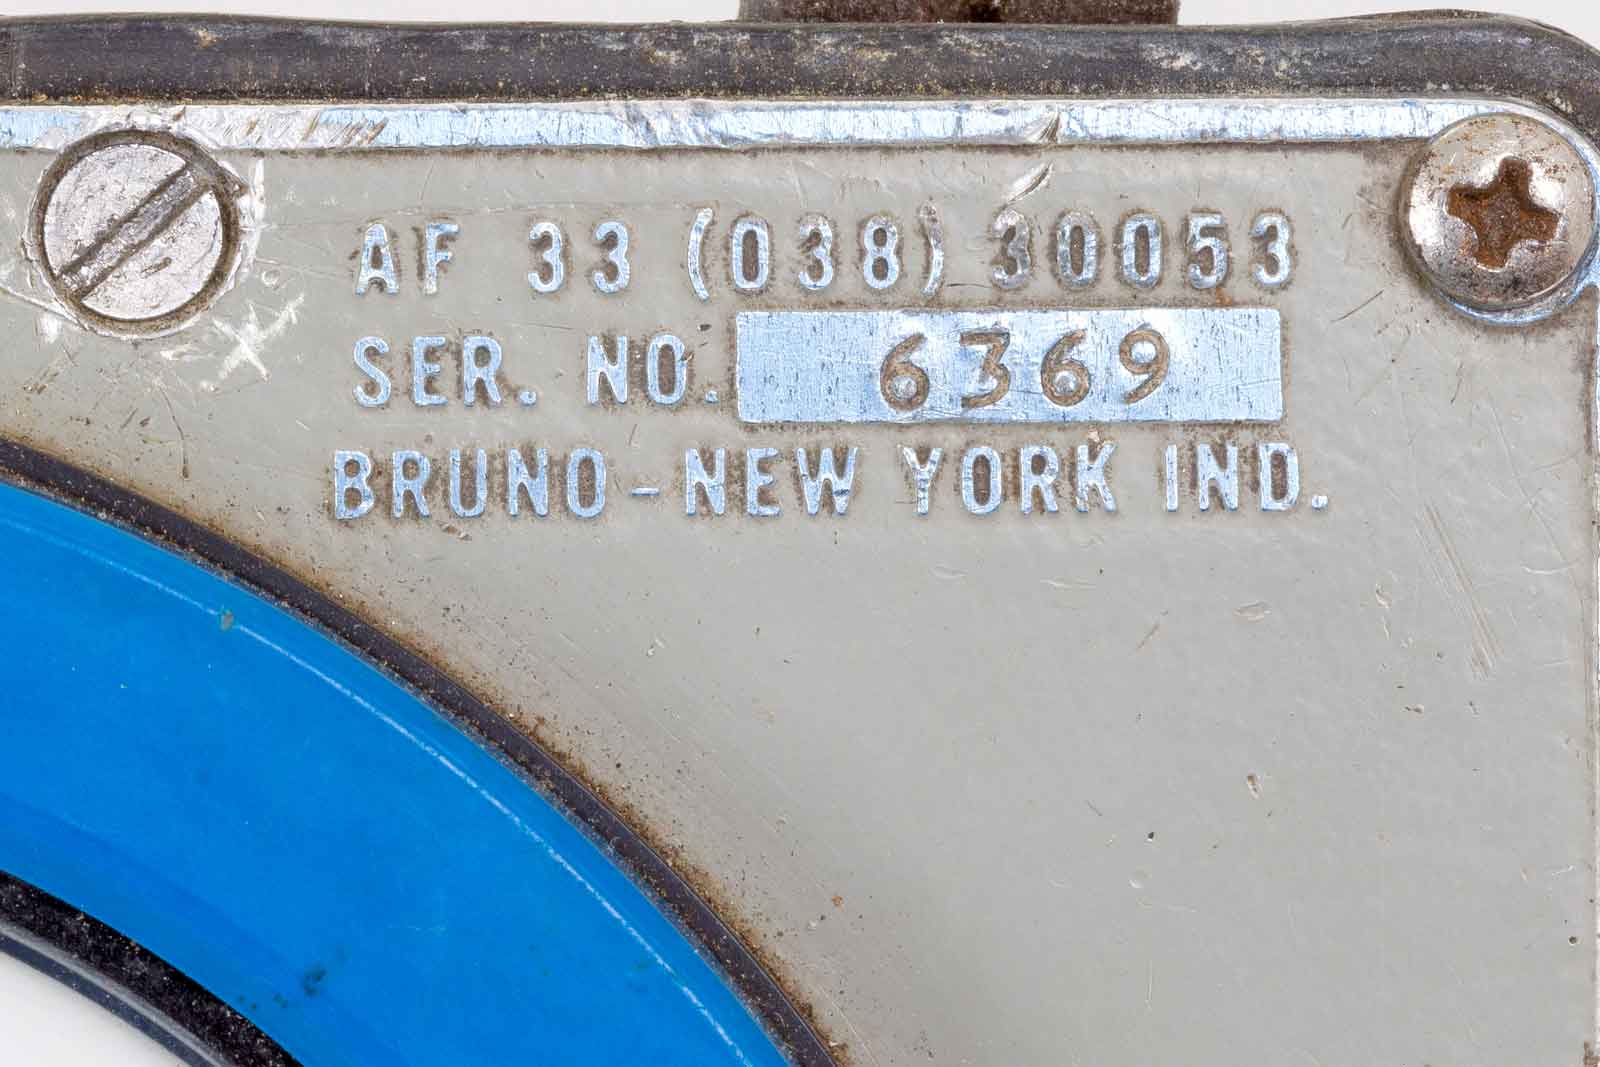 AF 33 (038) 30053
SER. NO. 6369
BRUNO-NEW YORK IND.